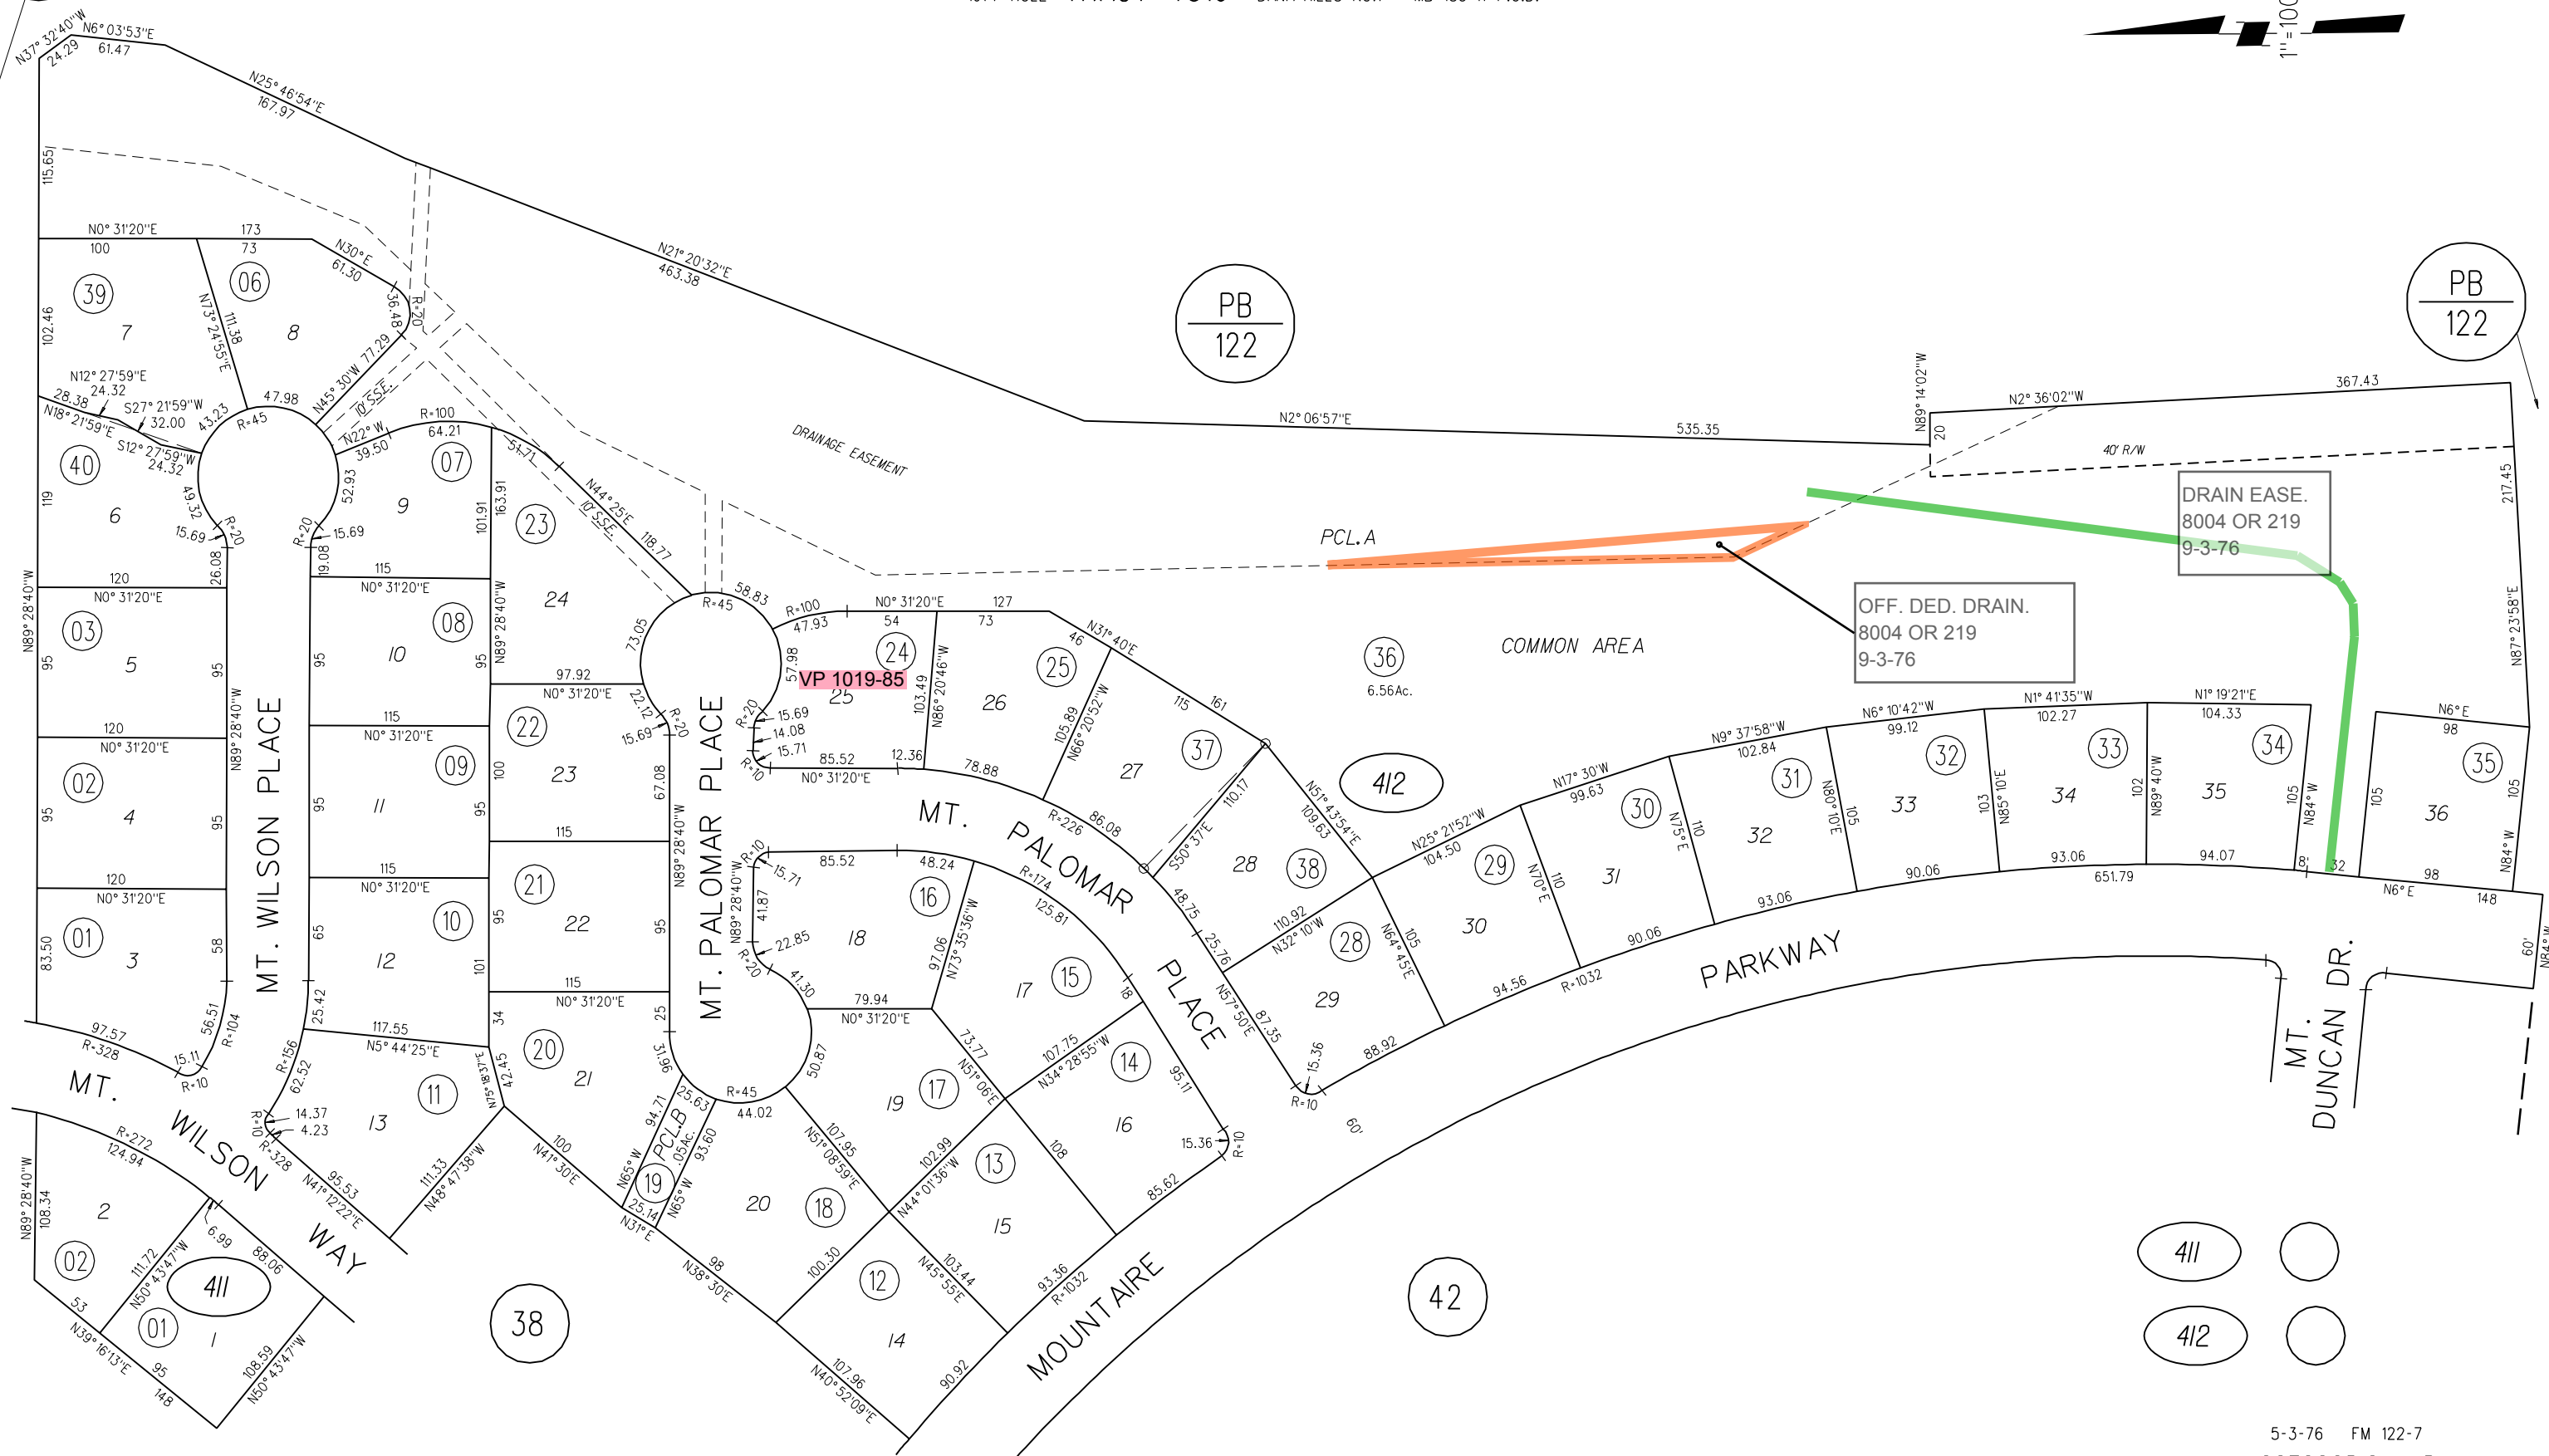 1"=100
N37° 32'40"W
24.29
N6° 03'53"E
61.47
N25° 46'54"E
167.97
115.65
N21° 20'32"E
463.38
PB
122
PB
122
N2° 06'57"E
535.35
N89° 14'02"W
20
N2° 36'02"W
367.43
40' R/W
217.45
N87° 23'58"E
DRAINAGE EASEMENT
DRAIN EASE.
8004 OR 219
9-3-76
OFF. DED. DRAIN.
8004 OR 219
9-3-76
PCL.A
COMMON AREA
36
6.56Ac.
412
N0° 31'20"E
173
100
73
N30° E
61.30
36.48
R=20
39
7
102.46
06
8
111.38
N73° 24'55"E
N45° 30'W
77.29
10' SSE.
N12° 27'59"E
24.32
28.38
N18° 21'59"E
S27° 21'59"W
32.00
S12° 27'59"W
24.32
43.23
R=45
47.98
N22° W
39.50
R=100
64.21
51.71
40
6
119
49.32
15.69
R=20
26.08
52.93
R=20
15.69
19.08
07
9
101.91
163.91
23
24
N44° 25'E
118.77
10' SSE.
N89° 28'40"W
120
N0° 31'20"E
115
N0° 31'20"E
03
5
95
95
08
10
95
95
N89° 28'40"W
97.92
N0° 31'20"E
73.05
R=45
58.83
22.12
R=20
15.69
120
N0° 31'20"E
115
N0° 31'20"E
02
4
95
95
N89° 28'40"W
MT. WILSON PLACE
09
11
95
95
22
23
100
67.08
115
120
N0° 31'20"E
115
N0° 31'20"E
01
3
83.50
58
10
12
65
101
21
22
95
95
N89° 28'40"W
MT. PALOMAR PLACE
115
N0° 31'20"E
97.57
R=328
15.11
R=10
56.51
R=104
25.42
R=156
62.52
117.55
N5° 44'25"E
34
N75° 18'37"E
42.45
20
21
25
31.96
14.37
4.23
R=10
R=328
11
13
95.53
N41° 12'22"E
111.33
N48° 47'38"W
100
N41° 30'E
MT. WILSON WAY
R=272
124.94
N89° 28'40"W
108.34
2
02
6.99
88.06
111.72
N50° 43'47"W
411
53
N39° 16'13"E
01
1
95
148
108.59
N50° 43'47"W
38
R=100
47.93
N0° 31'20"E
127
54
73
57.98
24
VP 1019-85
25
R=20
15.69
14.08
15.71
R=10
85.52
N0° 31'20"E
12.36
103.49
N86° 20'46"W
26
25
46
N31° 40'E
161
115
105.89
N66° 20'52"W
78.88
R=226
86.08
27
37
110.17
S50° 37'E
N51° 43'54"E
109.63
28
38
MT. PALOMAR PLACE
48.75
25.76
110.92
N32° 10'W
N57° 50'E
87.35
15.36
R=10
28
29
N64° 45'E
105
88.92
60'
R=10
15.71
85.52
48.24
R=174
125.81
N89° 28'40"W
41.87
22.85
R=20
41.30
16
18
97.06
N73° 35'36"W
79.94
N0° 31'20"E
17
15
18
107.75
N34° 28'55"W
14
16
95.11
15.36
R=10
85.62
73.77
N51° 06'E
17
19
50.87
R=45
44.02
25.63
94.71
N65° W
PCL.B
.05Ac.
93.60
N65° W
19
25.14
N31° E
107.95
N51° 08'59"E
102.99
N44° 01'36"W
13
15
108
20
18
98
N38° 30'E
100.30
103.44
N45° 55'E
93.36
R=1032
12
14
107.96
N40° 52'09"E
90.92
MOUNTAIRE PARKWAY
42
N25° 21'52"W
104.50
29
30
N70° E
110
94.56
R=1032
N17° 30'W
99.63
30
31
110
N75° E
90.06
N9° 37'58"W
102.84
31
32
N80° 10'E
105
93.06
N6° 10'42"W
99.12
32
33
103
N85° 10'E
90.06
N1° 41'35"W
102.27
33
34
102
N89° 40'W
93.06
651.79
N1° 19'21"E
104.33
34
35
105
N84° W
94.07
8'
32
N6° E
98
35
36
105
105
N84° W
98
N6° E
148
60'
N84° W
MT. DUNCAN DR.
411
412
5-3-76 FM 122-7